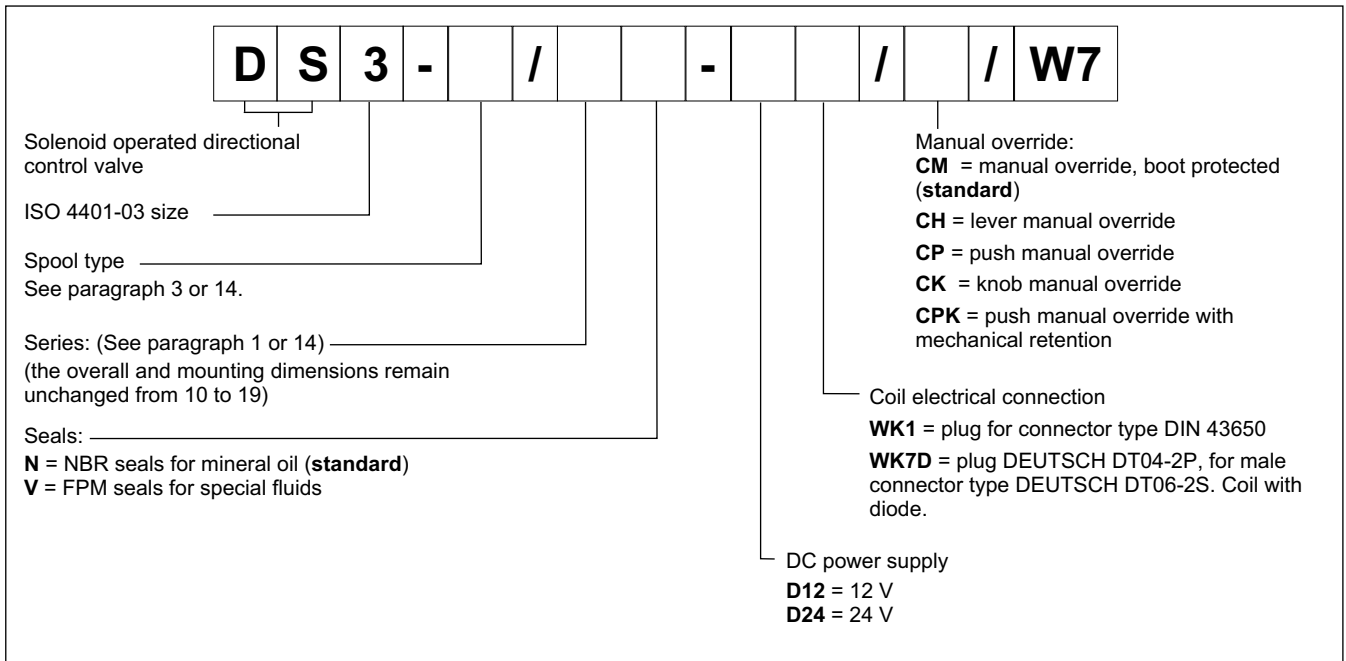 D S 3 - / - / / W7
Solenoid operated directional
control valve
ISO 4401-03 size
Spool type
See paragraph 3 or 14.
Series: (See paragraph 1 or 14)
(the overall and mounting dimensions remain
unchanged from 10 to 19)
Seals:
N = NBR seals for mineral oil (standard)
V = FPM seals for special fluids
Manual override:
CM = manual override, boot protected
(standard)
CH = lever manual override
CP = push manual override
CK = knob manual override
CPK = push manual override with
mechanical retention
Coil electrical connection
WK1 = plug for connector type DIN 43650
WK7D = plug DEUTSCH DT04-2P, for male
connector type DEUTSCH DT06-2S. Coil with
diode.
DC power supply
D12 = 12 V
D24 = 24 V